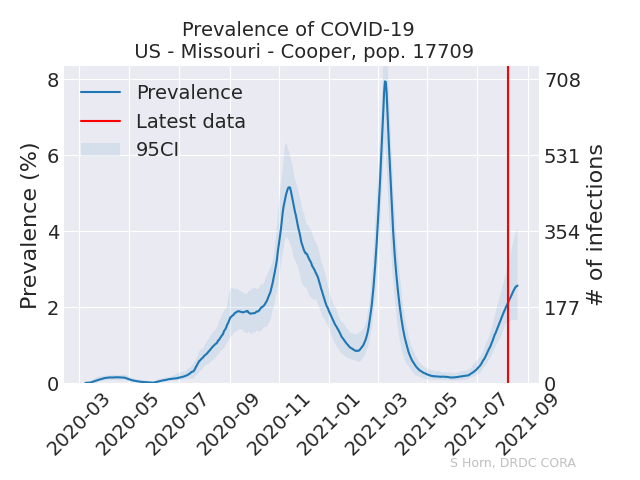 Prevalence of COVID-19
US - Missouri - Cooper, pop. 17709
Prevalence
Latest data
95CI
Prevalence (%)
8
6
4
2
0
708
531
354
177
0
# of infections
2020-03
2020-05
2020-07
2020-09
2020-11
2021-01
2021-03
2021-05
2021-07
2021-09
S Horn, DRDC CORA